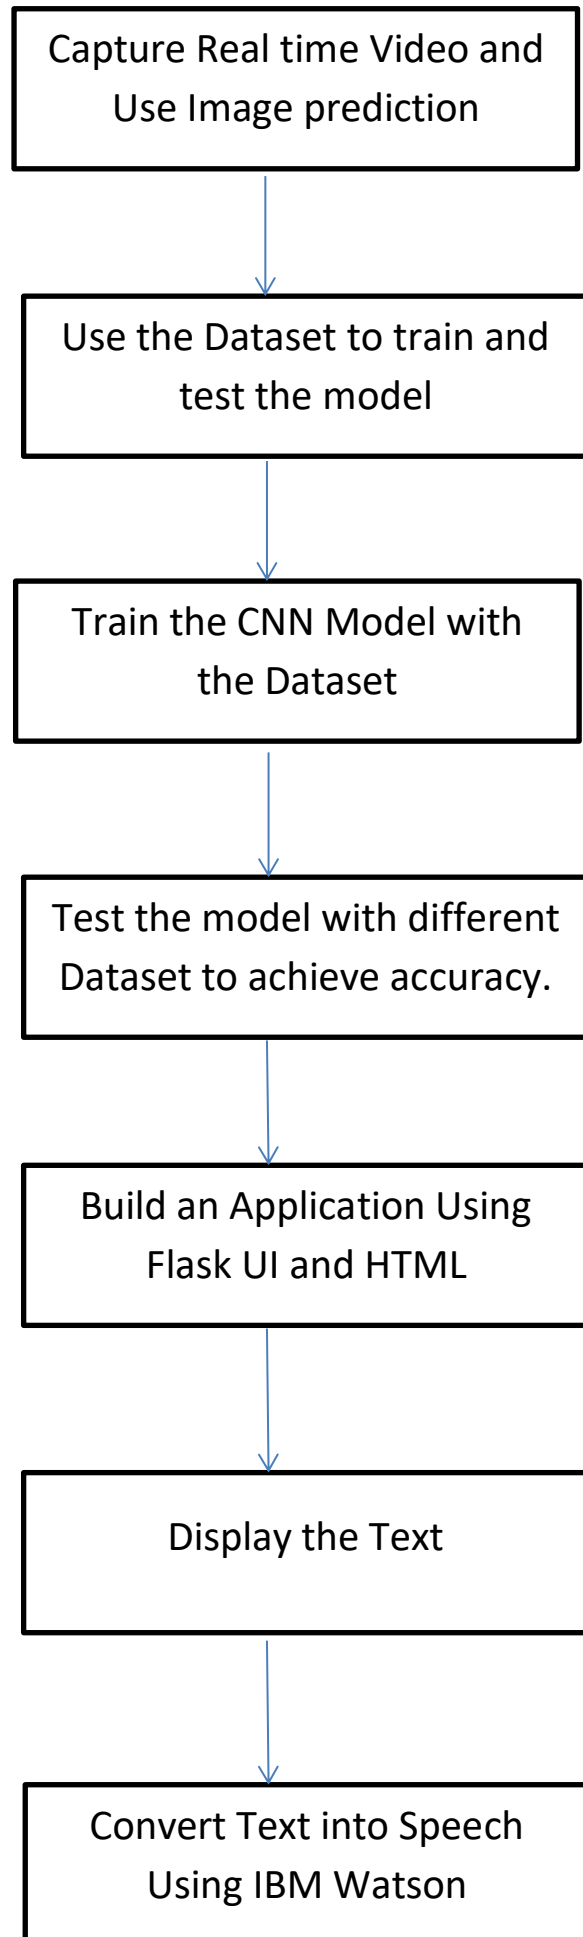 Capture Real time Video and
Use Image prediction
Use the Dataset to train and
test the model
Train the CNN Model with
the Dataset
Test the model with different
Dataset to achieve accuracy.
Build an Application Using
Flask UI and HTML
Display the Text
Convert Text into Speech
Using IBM Watson